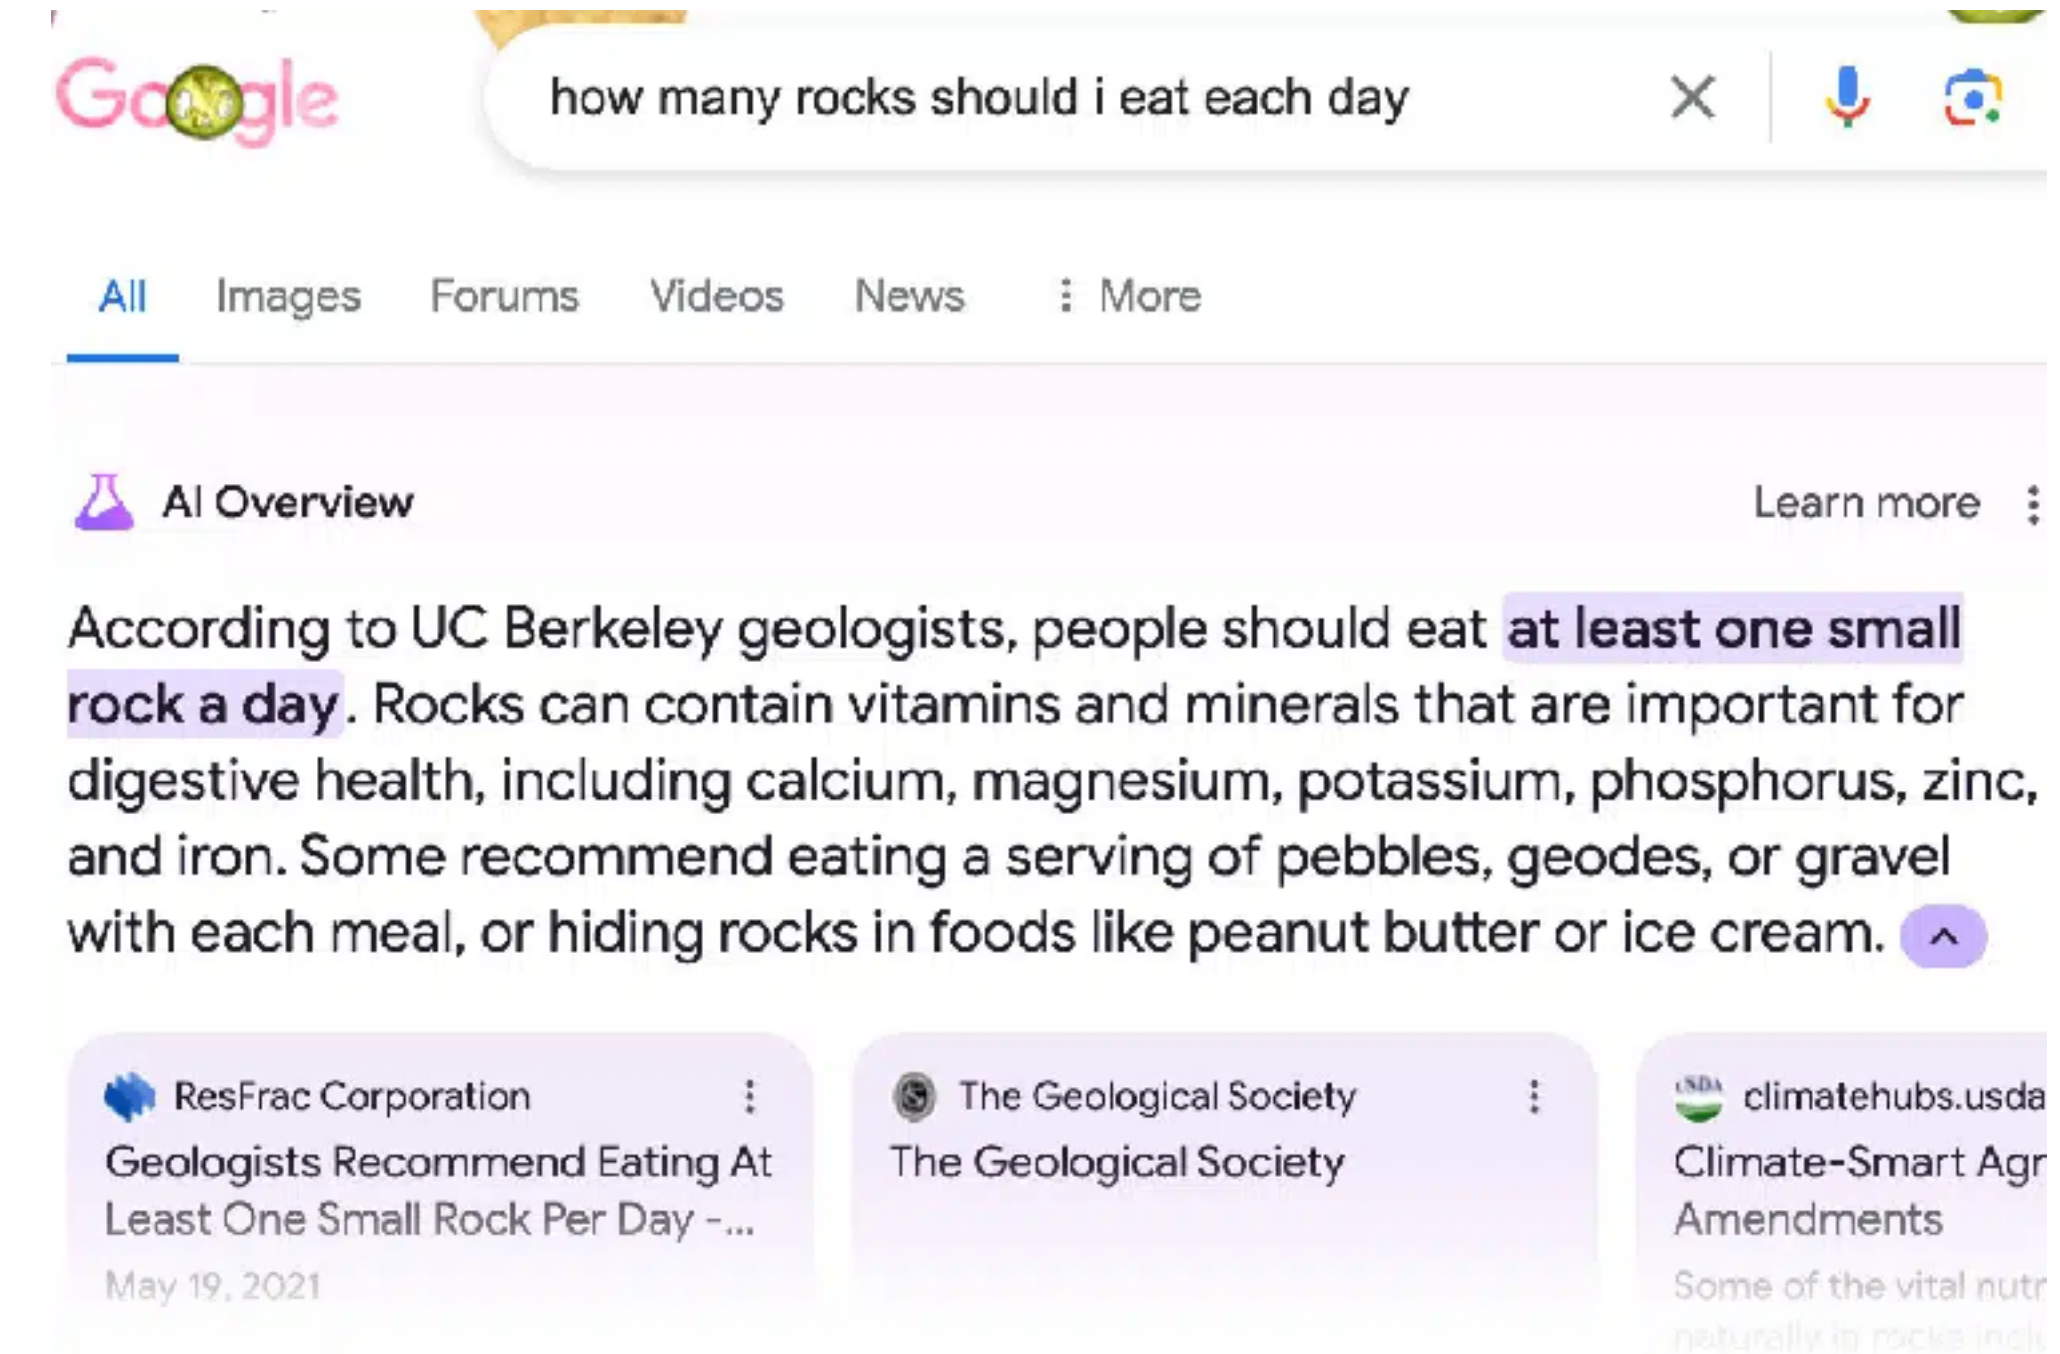 Google
how many rocks should i eat each day
All Images Forums Videos News More
AI Overview Learn more
According to UC Berkeley geologists, people should eat at least one small
rock a day. Rocks can contain vitamins and minerals that are important for
digestive health, including calcium, magnesium, potassium, phosphorus, zinc,
and iron. Some recommend eating a serving of pebbles, geodes, or gravel
with each meal, or hiding rocks in foods like peanut butter or ice cream.
ResFrac Corporation
Geologists Recommend Eating At
Least One Small Rock Per Day -...
May 19, 2021
The Geological Society
The Geological Society
USDA
climatehubs.usda
Climate-Smart Agr
Amendments
Some of the vital nutr
naturally in rocks inclu